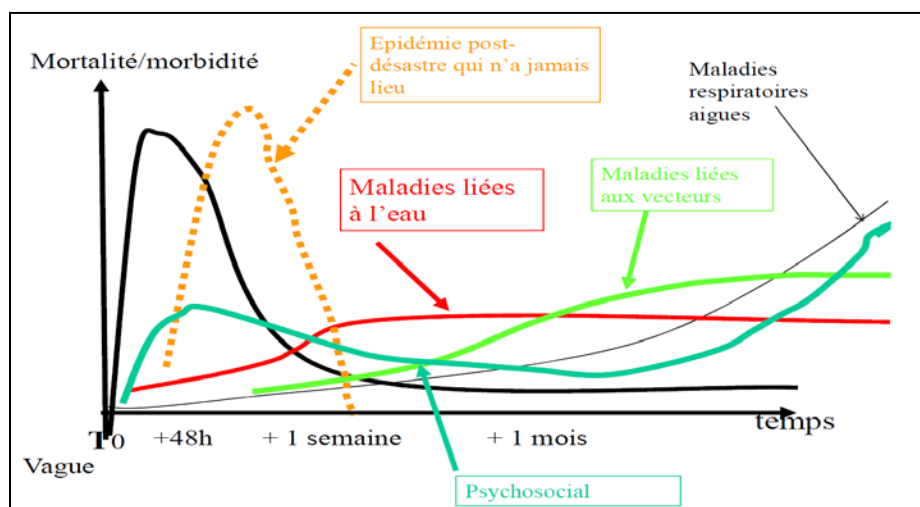 Mortalité/morbidité
Epidémie post-
désastre qui n'a jamais
lieu
Maladies
respiratoires
aigues
Maladies liées
à l'eau
Maladies liées
aux vecteurs
temps
T0 +48h + 1 semaine + 1 mois
Vague
Psychosocial